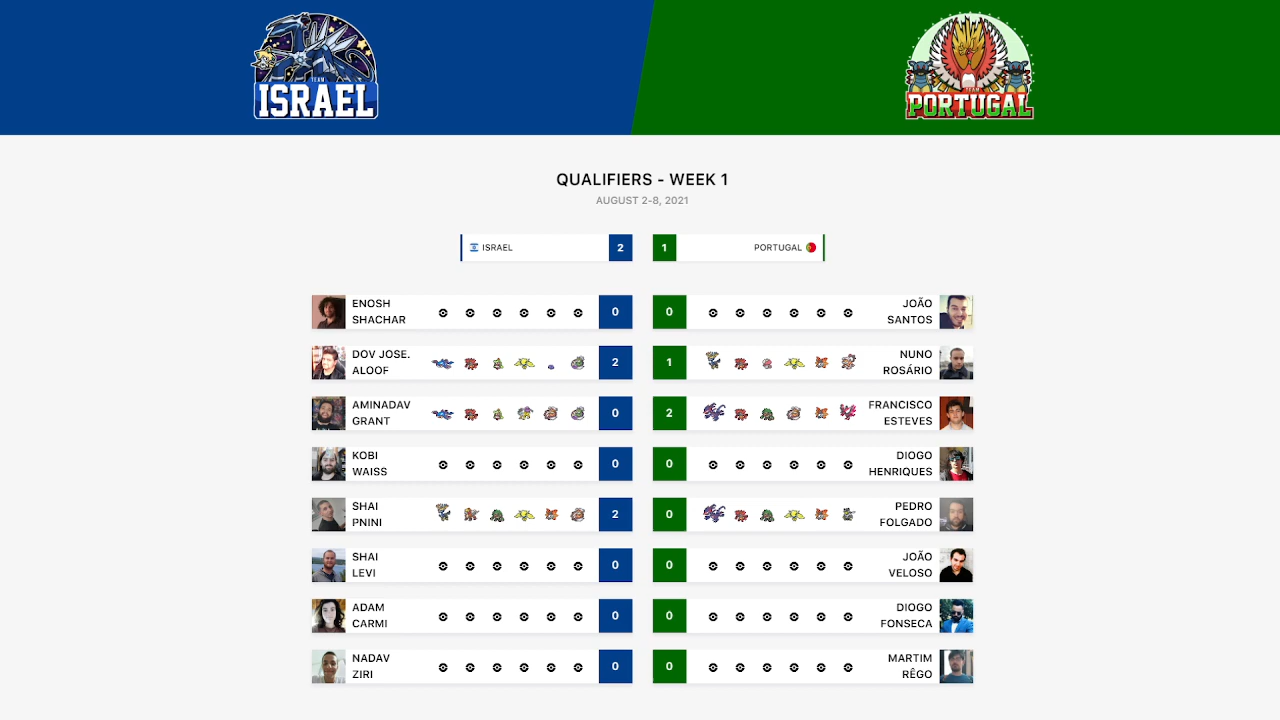 TEAM
ISRAEL
TEAM
PORTUGAL
QUALIFIERS - WEEK 1
AUGUST 2-8, 2021
ISRAEL 2 1 PORTUGAL
ENOSH
SHACHAR
0 0
JOÃO
SANTOS
DOV JOSE.
ALOOF
2 1
NUNO
ROSÁRIO
AMINADAV
GRANT
0 2
FRANCISCO
ESTEVES
KOBI
WAISS
0 0
DIOGO
HENRIQUES
SHAI
PNINI
2 0
PEDRO
FOLGADO
SHAI
LEVI
0 0
JOÃO
VELOSO
ADAM
CARMI
0 0
DIOGO
FONSECA
NADAV
ZIRI
0 0
MARTIM
RÊGO